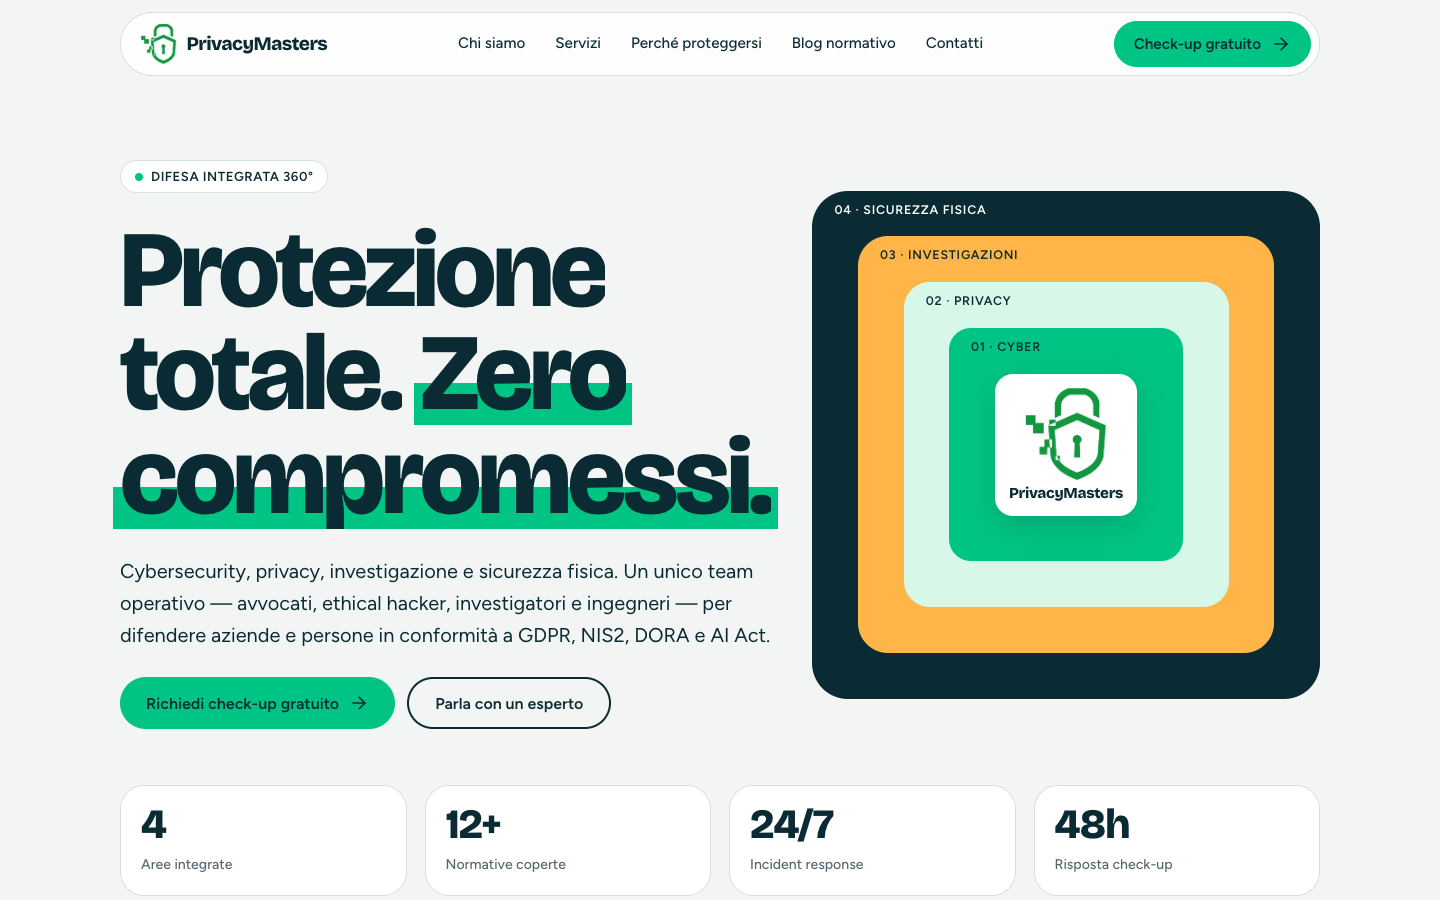 PrivacyMasters
Chi siamo
Servizi
Perché proteggersi
Blog normativo
Contatti
Check-up gratuito
DIFESA INTEGRATA 360°
Protezione
totale. Zero
compromessi.
Cybersecurity, privacy, investigazione e sicurezza fisica. Un unico team
operativo — avvocati, ethical hacker, investigatori e ingegneri — per
difendere aziende e persone in conformità a GDPR, NIS2, DORA e AI Act.
Richiedi check-up gratuito
Parla con un esperto
04 · SICUREZZA FISICA
03 · INVESTIGAZIONI
02 · PRIVACY
01 · CYBER
PrivacyMasters
4
Aree integrate
12+
Normative coperte
24/7
Incident response
48h
Risposta check-up